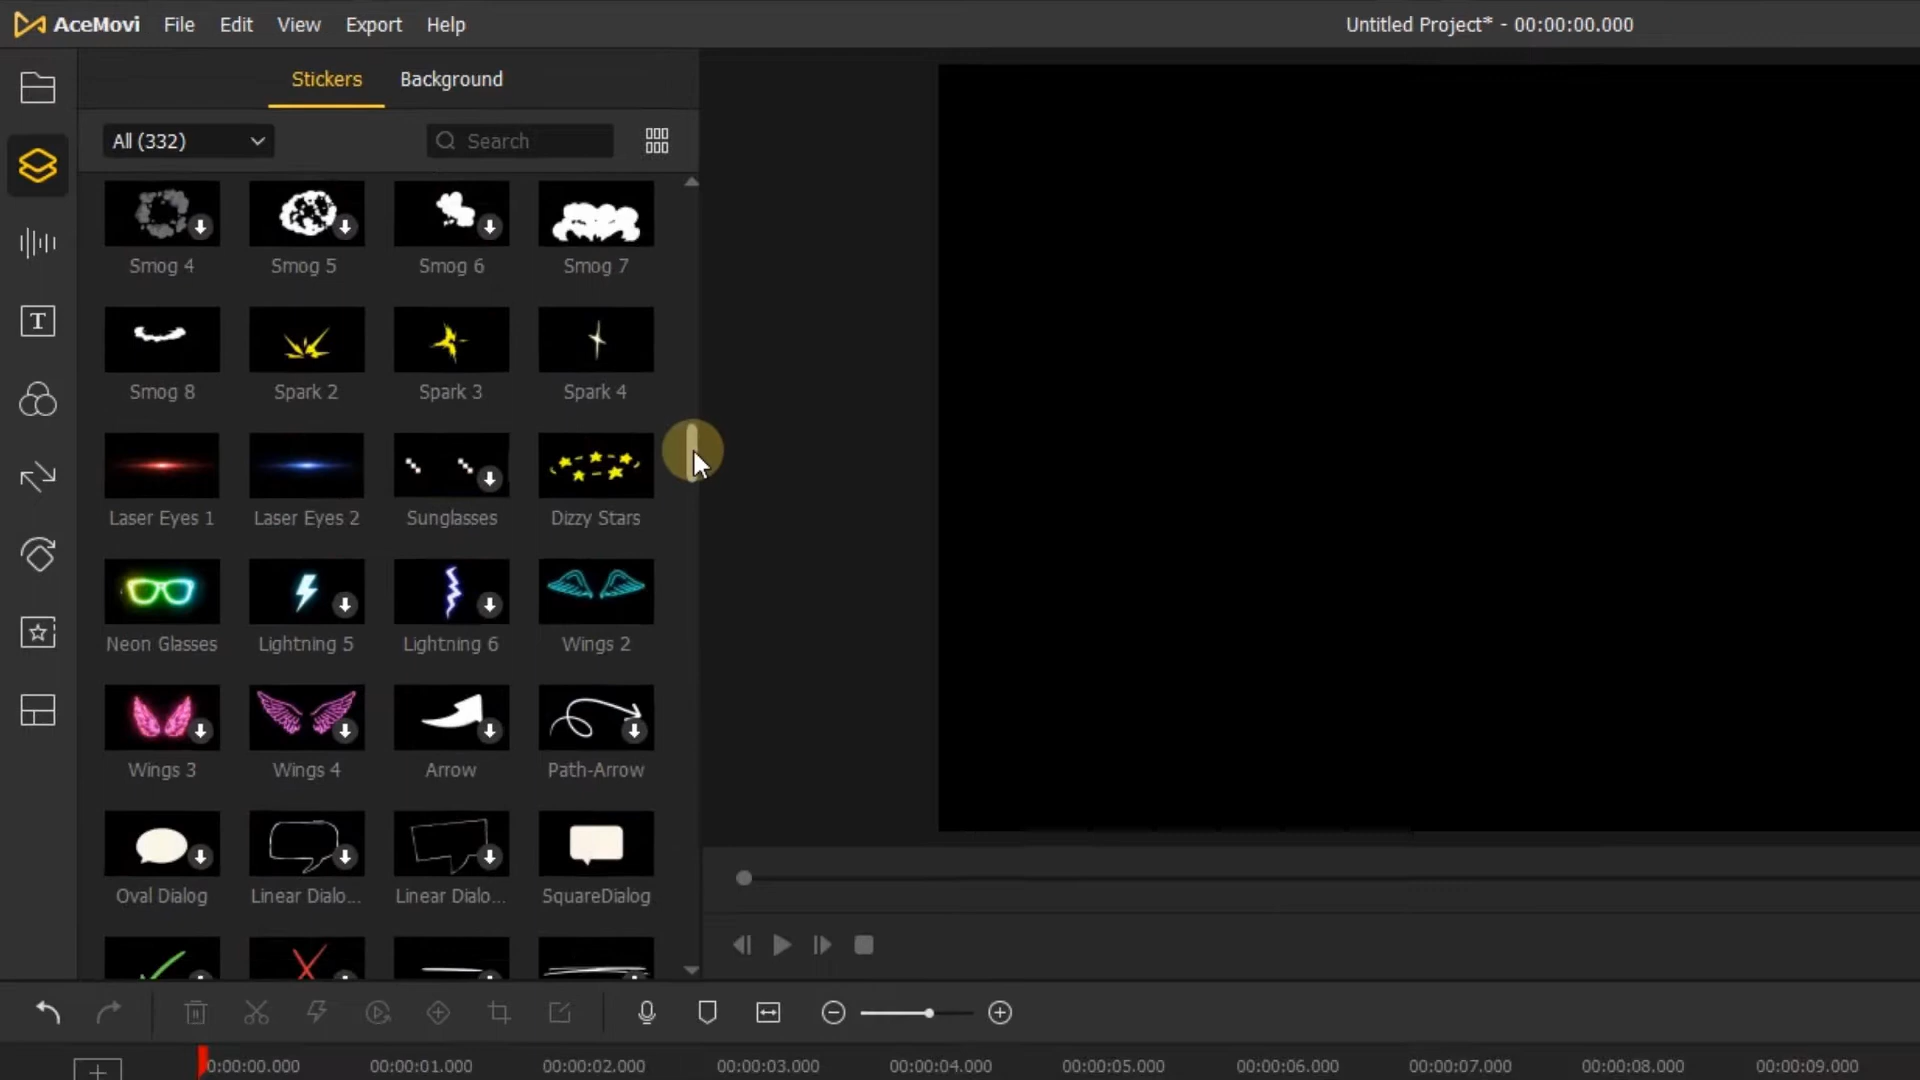 AceMovi File Edit View Export Help
Untitled Project* - 00:00:00.000
Stickers Background
All (332) Search
Smog 4 Smog 5 Smog 6 Smog 7
Smog 8 Spark 2 Spark 3 Spark 4
Laser Eyes 1 Laser Eyes 2 Sunglasses Dizzy Stars
Neon Glasses Lightning 5 Lightning 6 Wings 2
Wings 3 Wings 4 Arrow Path-Arrow
Oval Dialog Linear Dialo... Linear Dialo... SquareDialog
0:00:00.000 00:00:01.000 00:00:02.000 00:00:03.000 00:00:04.000 00:00:05.000 00:00:06.000 00:00:07.000 00:00:08.000 00:00:09.000